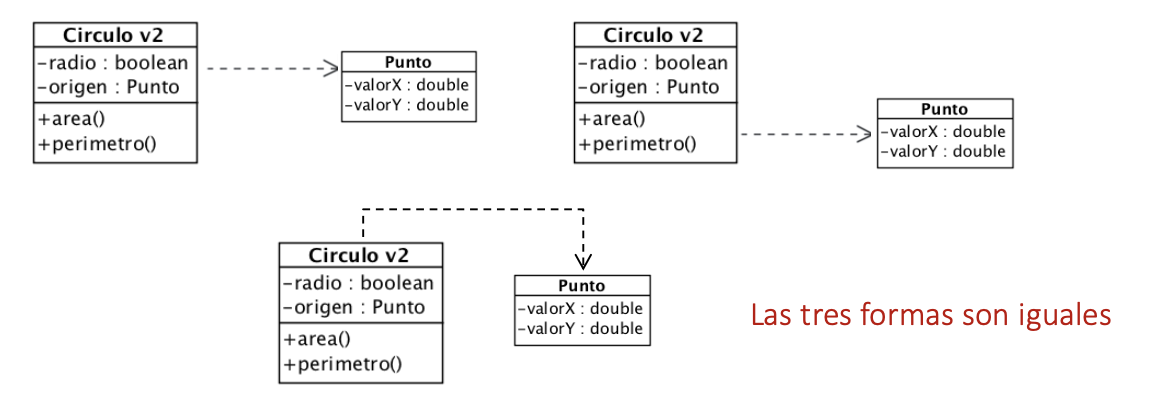 Circulo v2
-radio : boolean
-origen : Punto
+area()
+perimetro()
Punto
-valorX : double
-valorY : double
Circulo v2
-radio : boolean
-origen : Punto
+area()
+perimetro()
Punto
-valorX : double
-valorY : double
Circulo v2
-radio : boolean
-origen : Punto
+area()
+perimetro()
Punto
-valorX : double
-valorY : double
Las tres formas son iguales